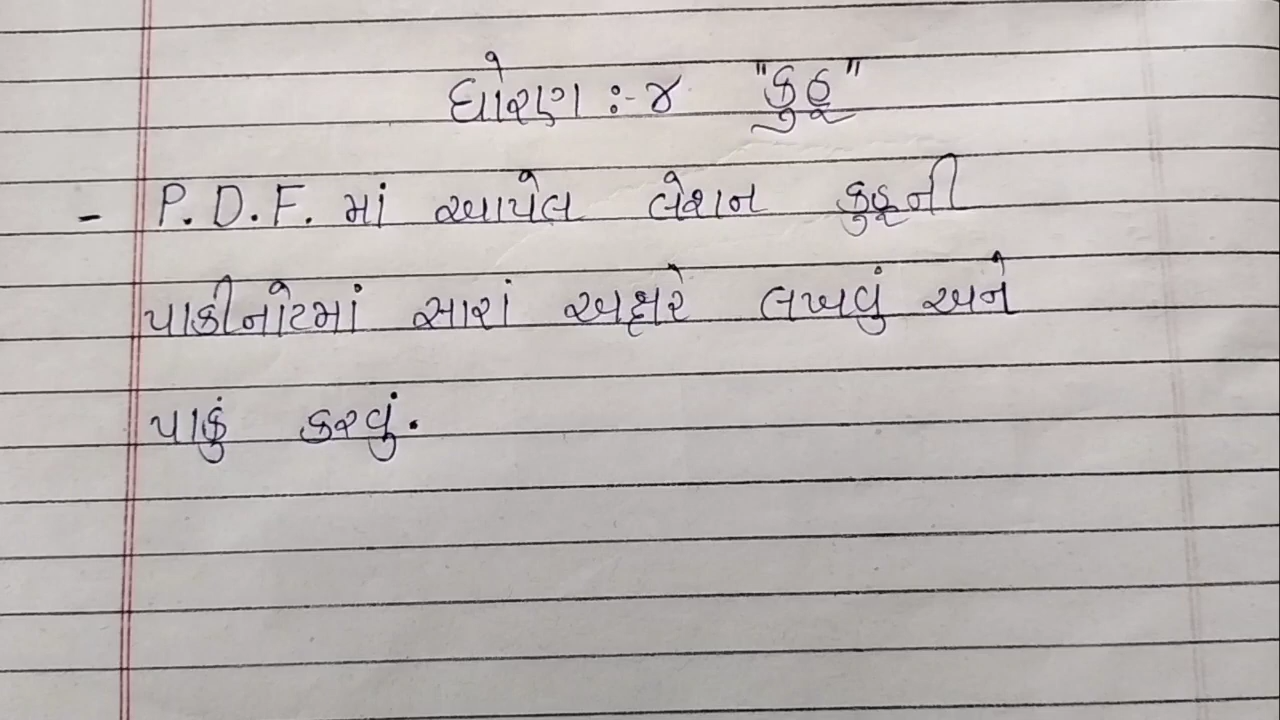 ધોરણ :- ૪ "કુહૂ"
- P.D.F. માં આપેલ લેશન કુહૂની
પાકીનોટમાં સારાં અક્ષરે લખવું અને
પાકું કરવું.